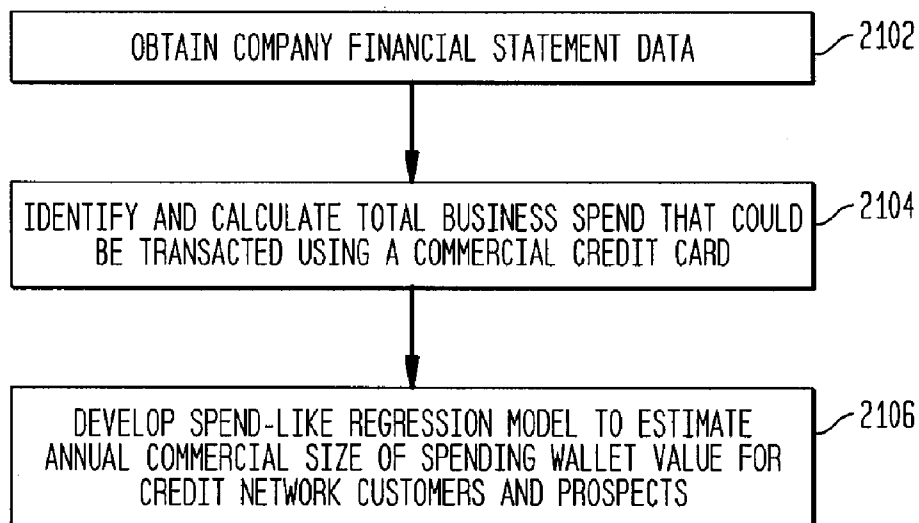 OBTAIN COMPANY FINANCIAL STATEMENT DATA
2102
IDENTIFY AND CALCULATE TOTAL BUSINESS SPEND THAT COULD
BE TRANSACTED USING A COMMERCIAL CREDIT CARD
2104
DEVELOP SPEND-LIKE REGRESSION MODEL TO ESTIMATE
ANNUAL COMMERCIAL SIZE OF SPENDING WALLET VALUE FOR
CREDIT NETWORK CUSTOMERS AND PROSPECTS
2106